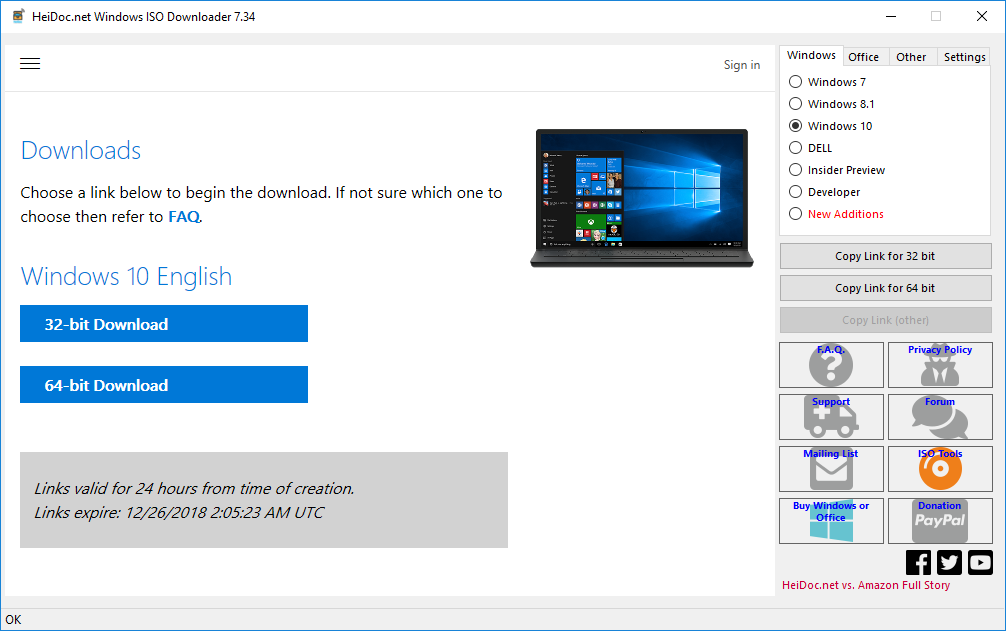 HeiDoc.net Windows ISO Downloader 7.34
Sign in
Downloads
Choose a link below to begin the download. If not sure which one to
choose then refer to FAQ.
Windows 10 English
32-bit Download
64-bit Download
Links valid for 24 hours from time of creation.
Links expire: 12/26/2018 2:05:23 AM UTC
Windows Office Other Settings
Windows 7
Windows 8.1
Windows 10
DELL
Insider Preview
Developer
New Additions
Copy Link for 32 bit
Copy Link for 64 bit
Copy Link (other)
F.A.Q. Privacy Policy
Support Forum
Mailing List ISO Tools
Buy Windows or
Office
Donation
PayPal
HeiDoc.net vs. Amazon Full Story
OK